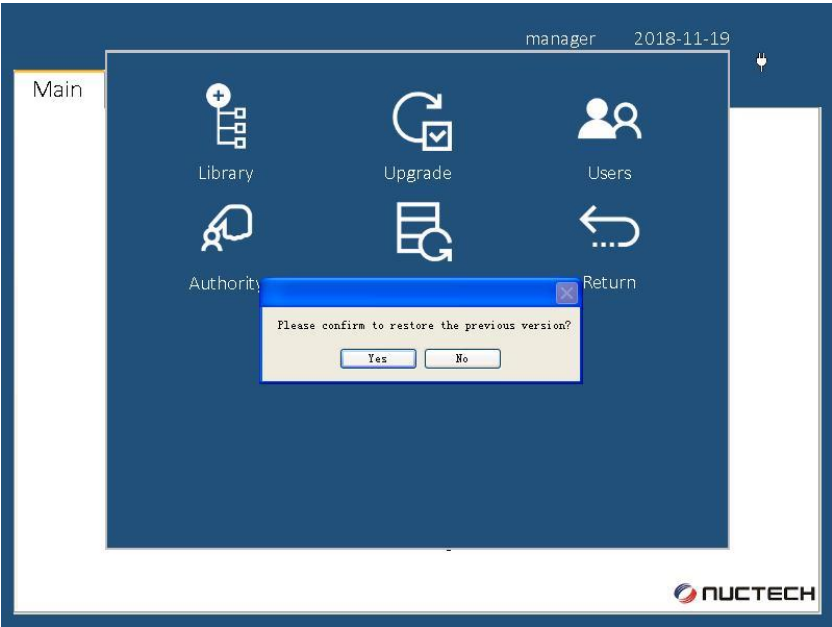 manager 2018-11-19
Main
Library Upgrade Users
Authority Return
Please confirm to restore the previous version?
Yes No
NUCTECH